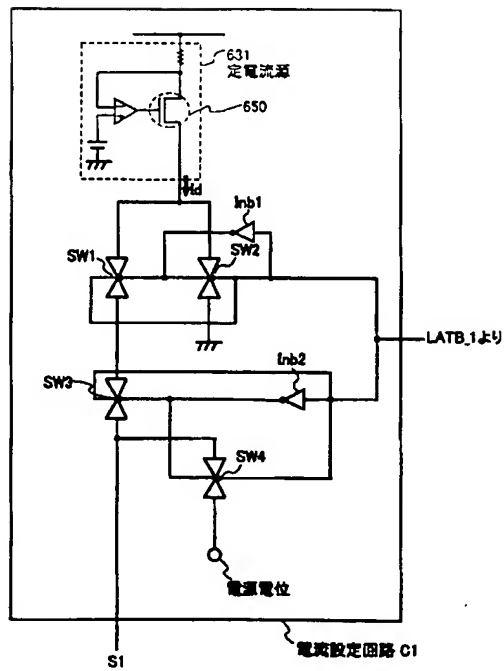 631
定電流源
650
Id
Inb1
SW1
SW2
LATB_1より
Inb2
SW3
SW4
電源電位
電流設定回路 C1
S1